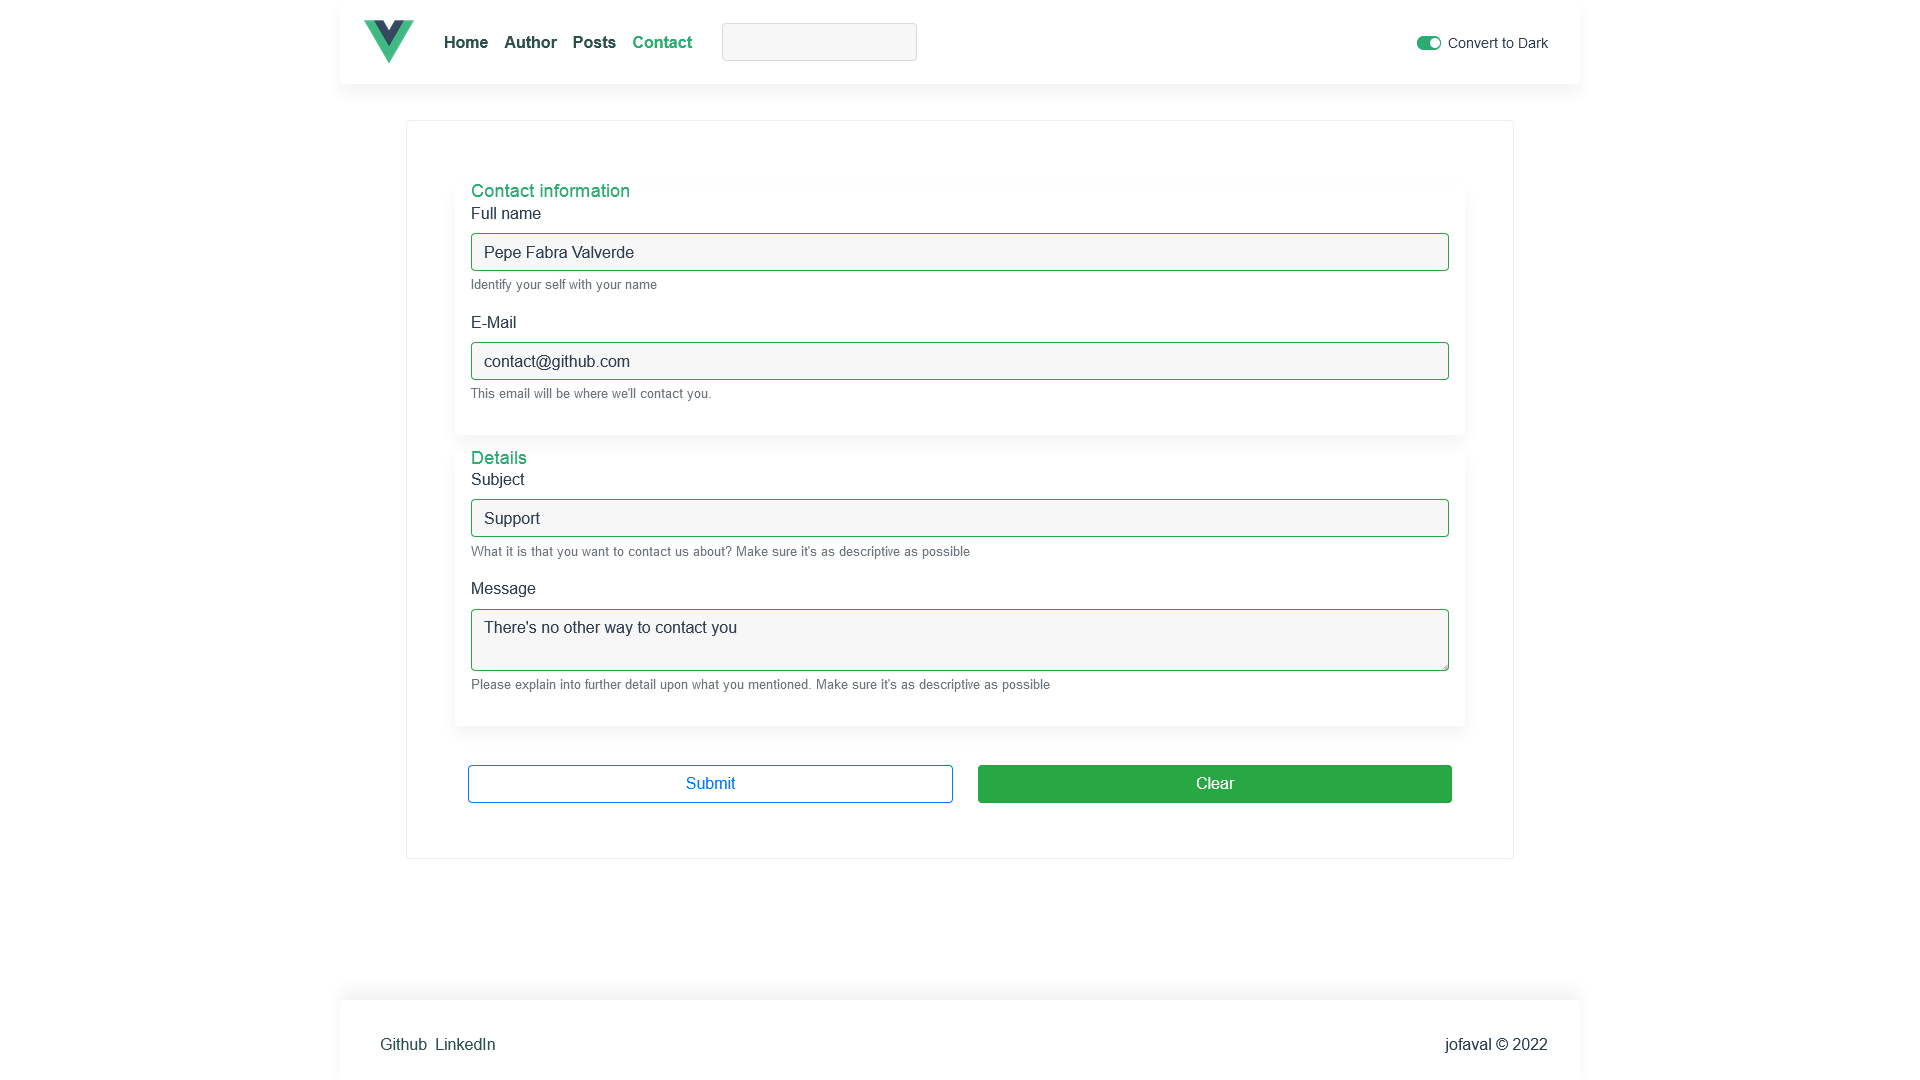 Home Author Posts Contact
Convert to Dark
Contact information
Full name
Pepe Fabra Valverde
Identify your self with your name
E-Mail
contact@github.com
This email will be where we'll contact you.
Details
Subject
Support
What it is that you want to contact us about? Make sure it's as descriptive as possible
Message
There's no other way to contact you
Please explain into further detail upon what you mentioned. Make sure it's as descriptive as possible
Submit
Clear
Github LinkedIn
jofaval © 2022